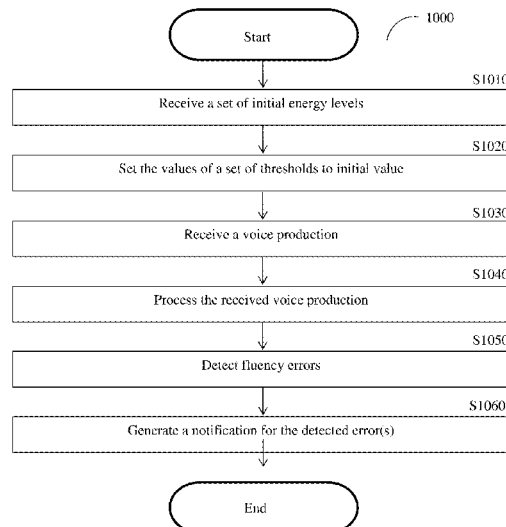 Start
1000
S1010
Receive a set of initial energy levels
S1020
Set the values of a set of thresholds to initial value
S1030
Receive a voice production
S1040
Process the received voice production
S1050
Detect fluency errors
S1060
Generate a notification for the detected error(s)
End